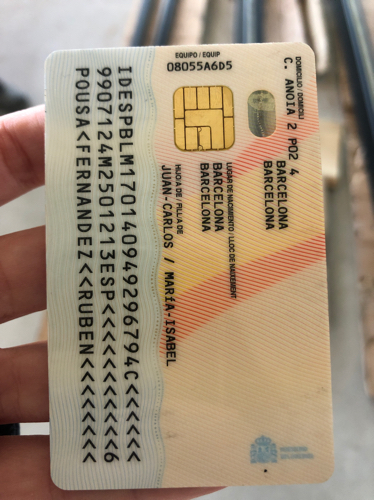 DOMICILIO / DOMICILI
C. ANOIA 2 P02 4
BARCELONA
BARCELONA
LUGAR DE NACIMIENTO / LLOC DE NAIXEMENT
BARCELONA
BARCELONA
HIJO/A DE / FILL/A DE
JUAN-CARLOS / MARIA-ISABEL
EQUIPO / EQUIP
08055A6D5
IDESPBLM170140949296794C<<<<<<
9907124M2501213ESP<<<<<<<<<<<6
POUSA<FERNANDEZ<<RUBEN<<<<<<<<